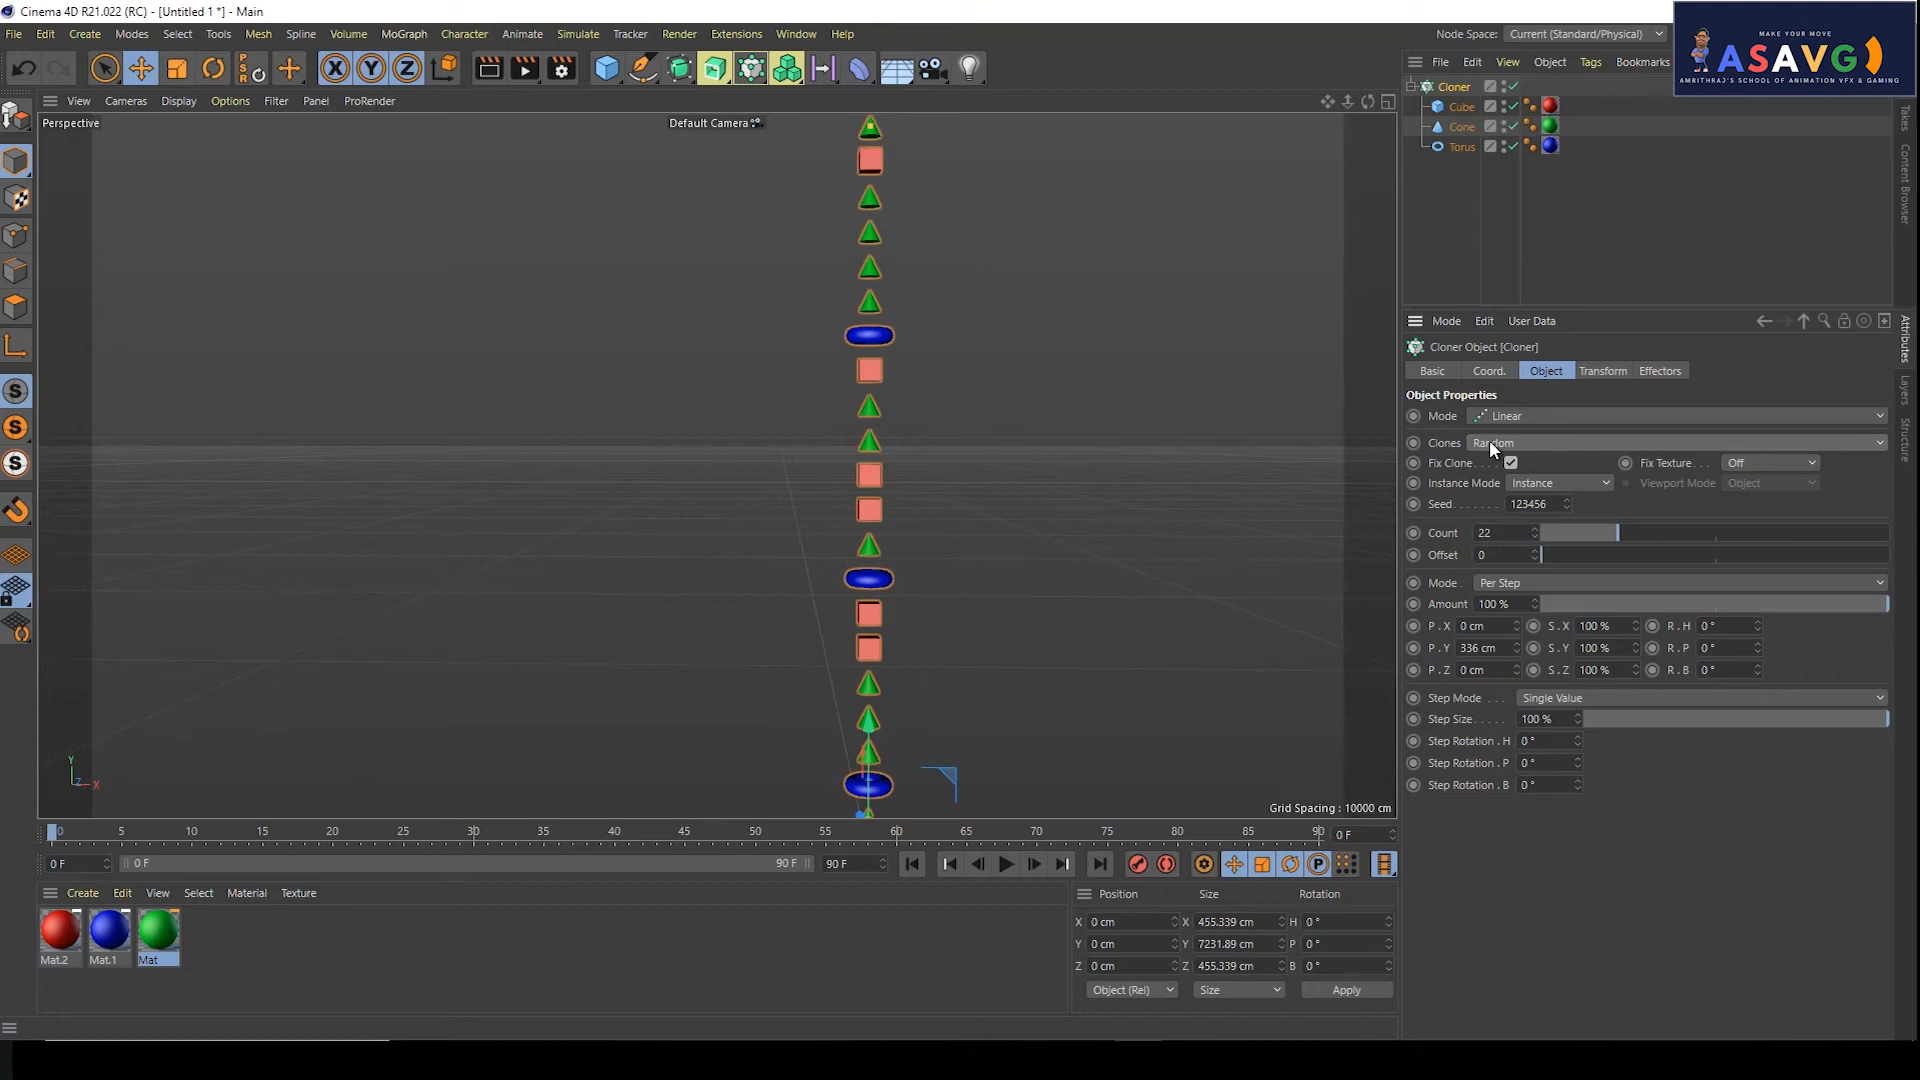 Cinema 4D R21.022 (RC) - [Untitled 1 *] - Main
File Edit Create Modes Select Tools Mesh Spline Volume MoGraph Character Animate Simulate Tracker Render Extensions Window Help
Node Space: Current (Standard/Physical)
MAKE YOUR MOVE
ASAVG
AMRITHRAJ'S SCHOOL OF ANIMATION VFX & GAMING
View Cameras Display Options Filter Panel ProRender
Perspective
Default Camera
File Edit View Object Tags Bookmarks
Cloner
Cube
Cone
Torus
Takes
Content Browser
Attributes
Layers
Structure
Mode Edit User Data
Cloner Object [Cloner]
Basic Coord. Object Transform Effectors
Object Properties
Mode Linear
Clones Random
Fix Clone. . . . Fix Texture . . . Off
Instance Mode Instance Viewport Mode Object
Seed. . . . . . . 123456
Count 22
Offset 0
Mode . Per Step
Amount 100 %
P . X 0 cm S . X 100 % R . H 0 °
P . Y 336 cm S . Y 100 % R . P 0 °
P . Z 0 cm S . Z 100 % R . B 0 °
Step Mode . . . Single Value
Step Size. . . . . 100 %
Step Rotation . H 0 °
Step Rotation . P 0 °
Step Rotation . B 0 °
Y
Z X
Grid Spacing : 10000 cm
0 5 10 15 20 25 30 35 40 45 50 55 60 65 70 75 80 85 90 0 F
0 F 0 F 90 F 90 F
Create Edit View Select Material Texture
Mat.2 Mat.1 Mat
Position Size Rotation
X 0 cm X 455.339 cm H 0 °
Y 0 cm Y 7231.89 cm P 0 °
Z 0 cm Z 455.339 cm B 0 °
Object (Rel) Size Apply